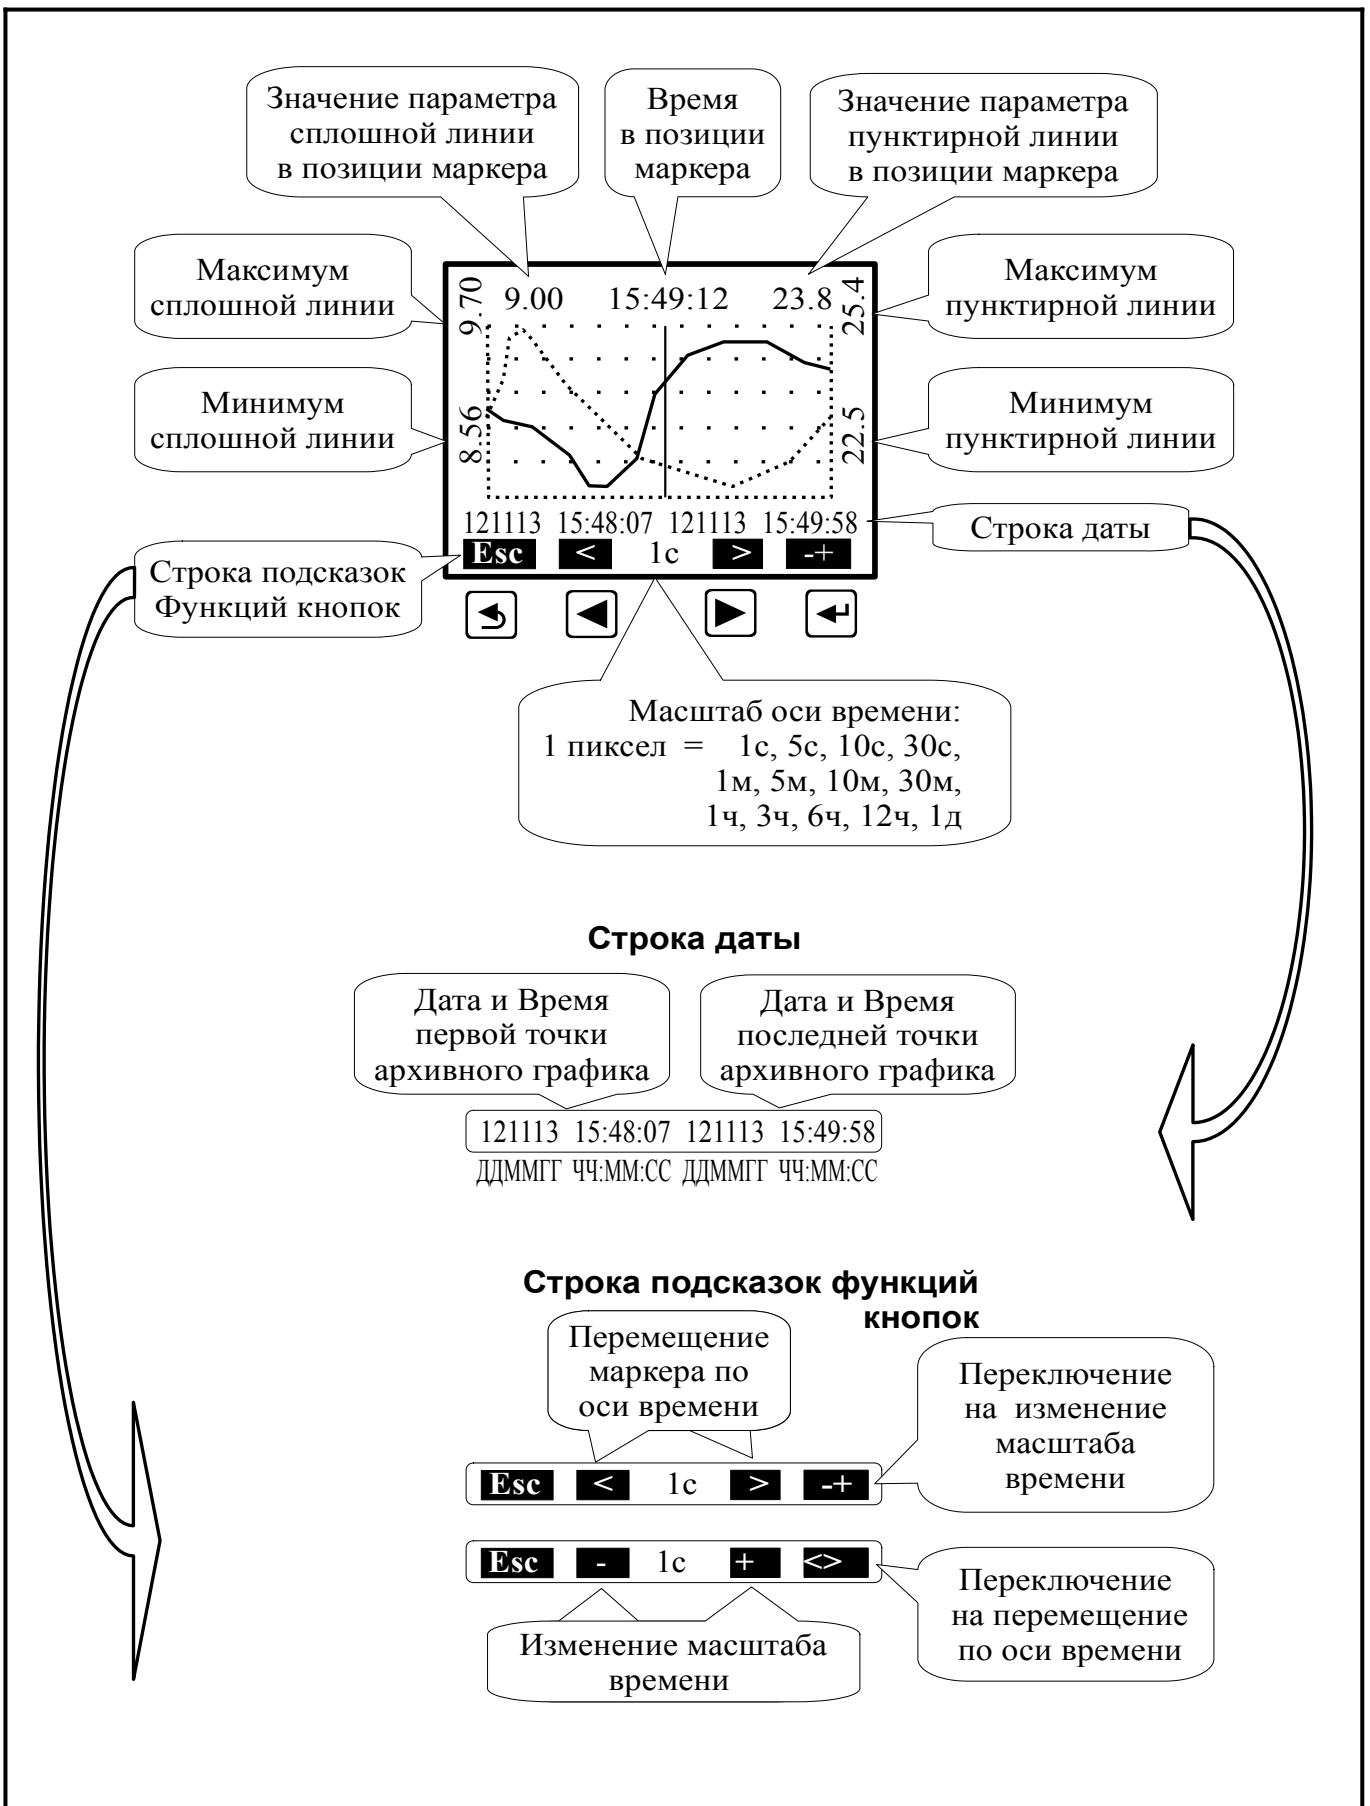 Значение параметра
сплошной линии
в позиции маркера
Время
в позиции
маркера
Значение параметра
пунктирной линии
в позиции маркера
Максимум
сплошной линии
Минимум
сплошной линии
9.70
8.56
9.00 15:49:12 23.8
25.4
22.5
Максимум
пунктирной линии
Минимум
пунктирной линии
121113 15:48:07 121113 15:49:58
Esc < 1с > -+
Строка даты
Строка подсказок
Функций кнопок
Масштаб оси времени:
1 пиксел = 1с, 5с, 10с, 30с,
1м, 5м, 10м, 30м,
1ч, 3ч, 6ч, 12ч, 1д
Строка даты
Дата и Время
первой точки
архивного графика
Дата и Время
последней точки
архивного графика
121113 15:48:07 121113 15:49:58
ДДММГГ ЧЧ:ММ:СС ДДММГГ ЧЧ:ММ:СС
Строка подсказок функций
кнопок
Перемещение
маркера по
оси времени
Переключение
на изменение
масштаба
времени
Esc < 1с > -+
Esc - 1с + <>
Переключение
на перемещение
по оси времени
Изменение масштаба
времени